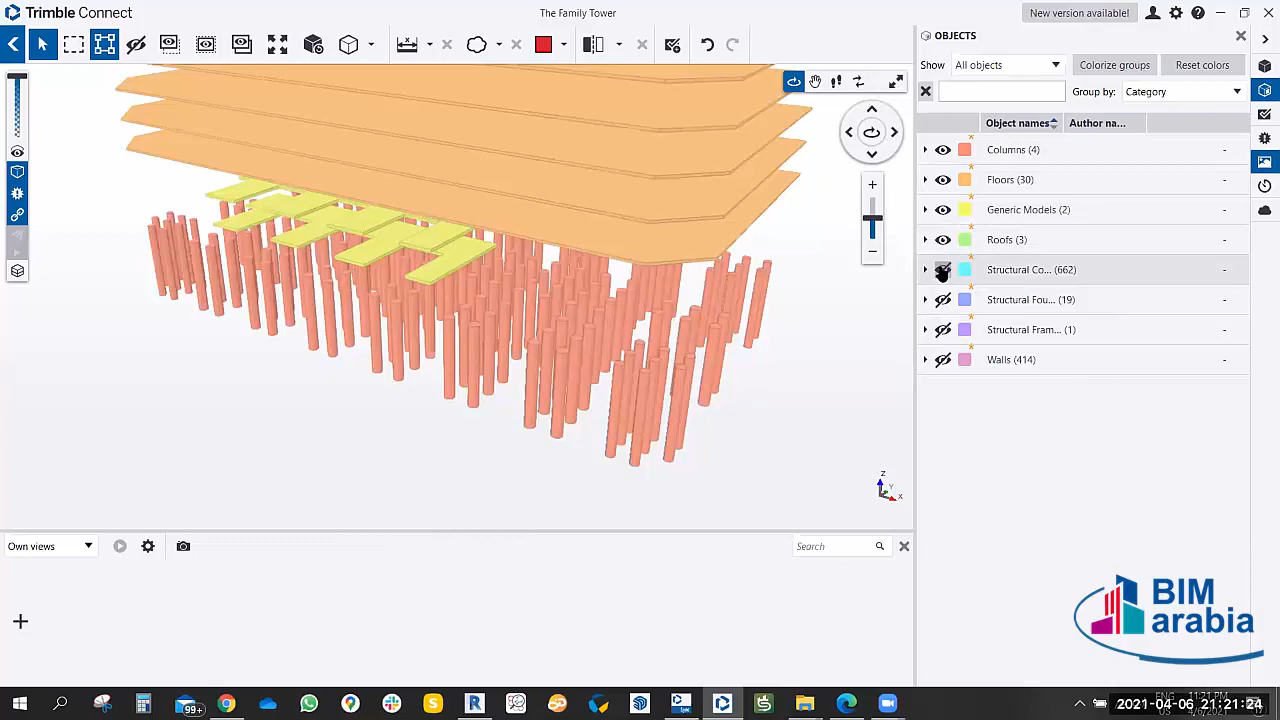 Trimble Connect
The Family Tower
New version available!
OBJECTS
Show
All objects
Colorize groups
Reset colors
Group by:
Category
Object names
Author na...
Columns (4)
-
Floors (30)
-
Generic Models (2)
-
Roofs (3)
-
Structural Co... (662)
-
Structural Fou... (19)
-
Structural Fram... (1)
-
Walls (414)
-
Z
Y
X
Own views
Search
BIM
arabia
99+
2021-04-06 21:21:24